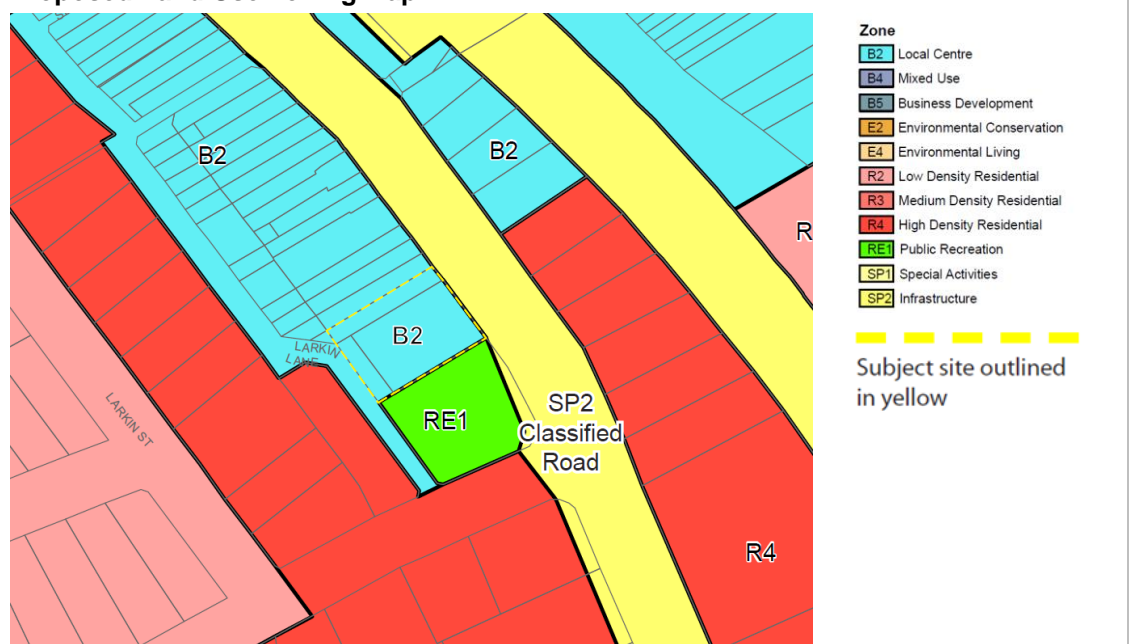 B2
B2
B2
LARKIN
LANE
LARKIN ST
RE1
SP2
Classified
Road
R4
R
Zone
B2 Local Centre
B4 Mixed Use
B5 Business Development
E2 Environmental Conservation
E4 Environmental Living
R2 Low Density Residential
R3 Medium Density Residential
R4 High Density Residential
RE1 Public Recreation
SP1 Special Activities
SP2 Infrastructure
Subject site outlined
in yellow